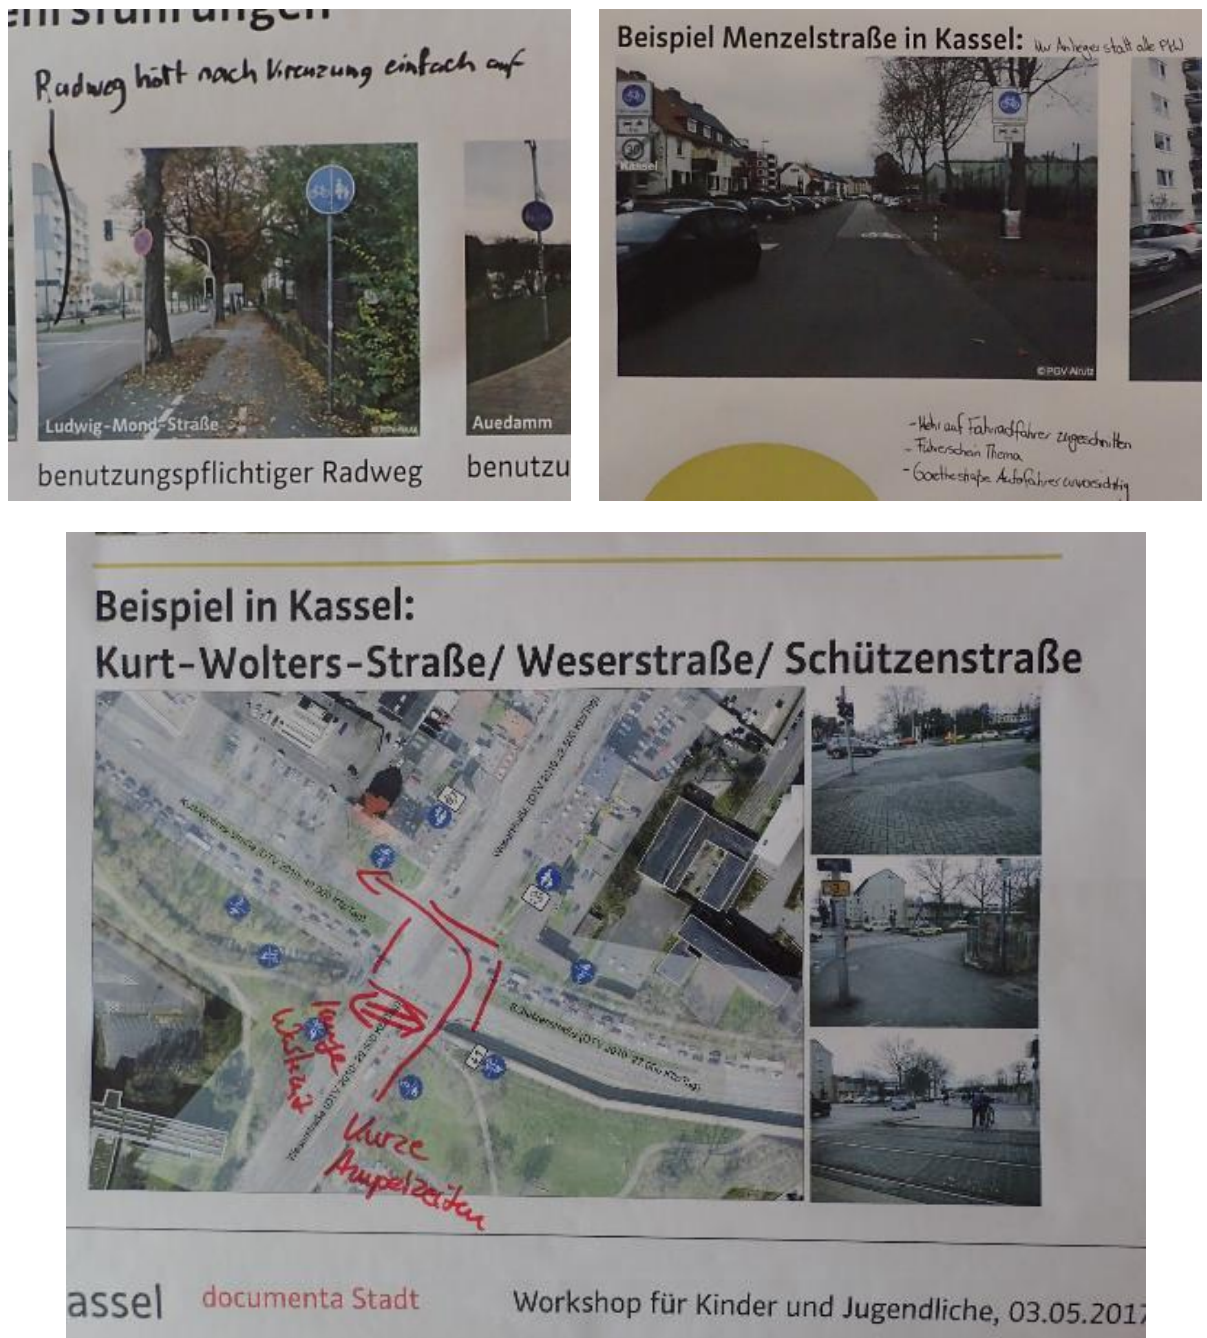 Radweg hört nach Kreuzung einfach auf
Ludwig-Mond-Straße
Auedamm
benutzungspflichtiger Radweg
benutzu
Beispiel Menzelstraße in Kassel: Nur Anlieger statt alle PKW
30
Kassel
© PGV-Alrutz
- Mehr auf Fahrradfahrer zugeschnitten
- Führerschein Thema
- Goethestraße Autofahrer unvorsichtig
Beispiel in Kassel:
Kurt-Wolters-Straße/ Weserstraße/ Schützenstraße
lange
Wartezeit
Kurze
Ampelzeiten
assel
documenta Stadt
Workshop für Kinder und Jugendliche, 03.05.2017